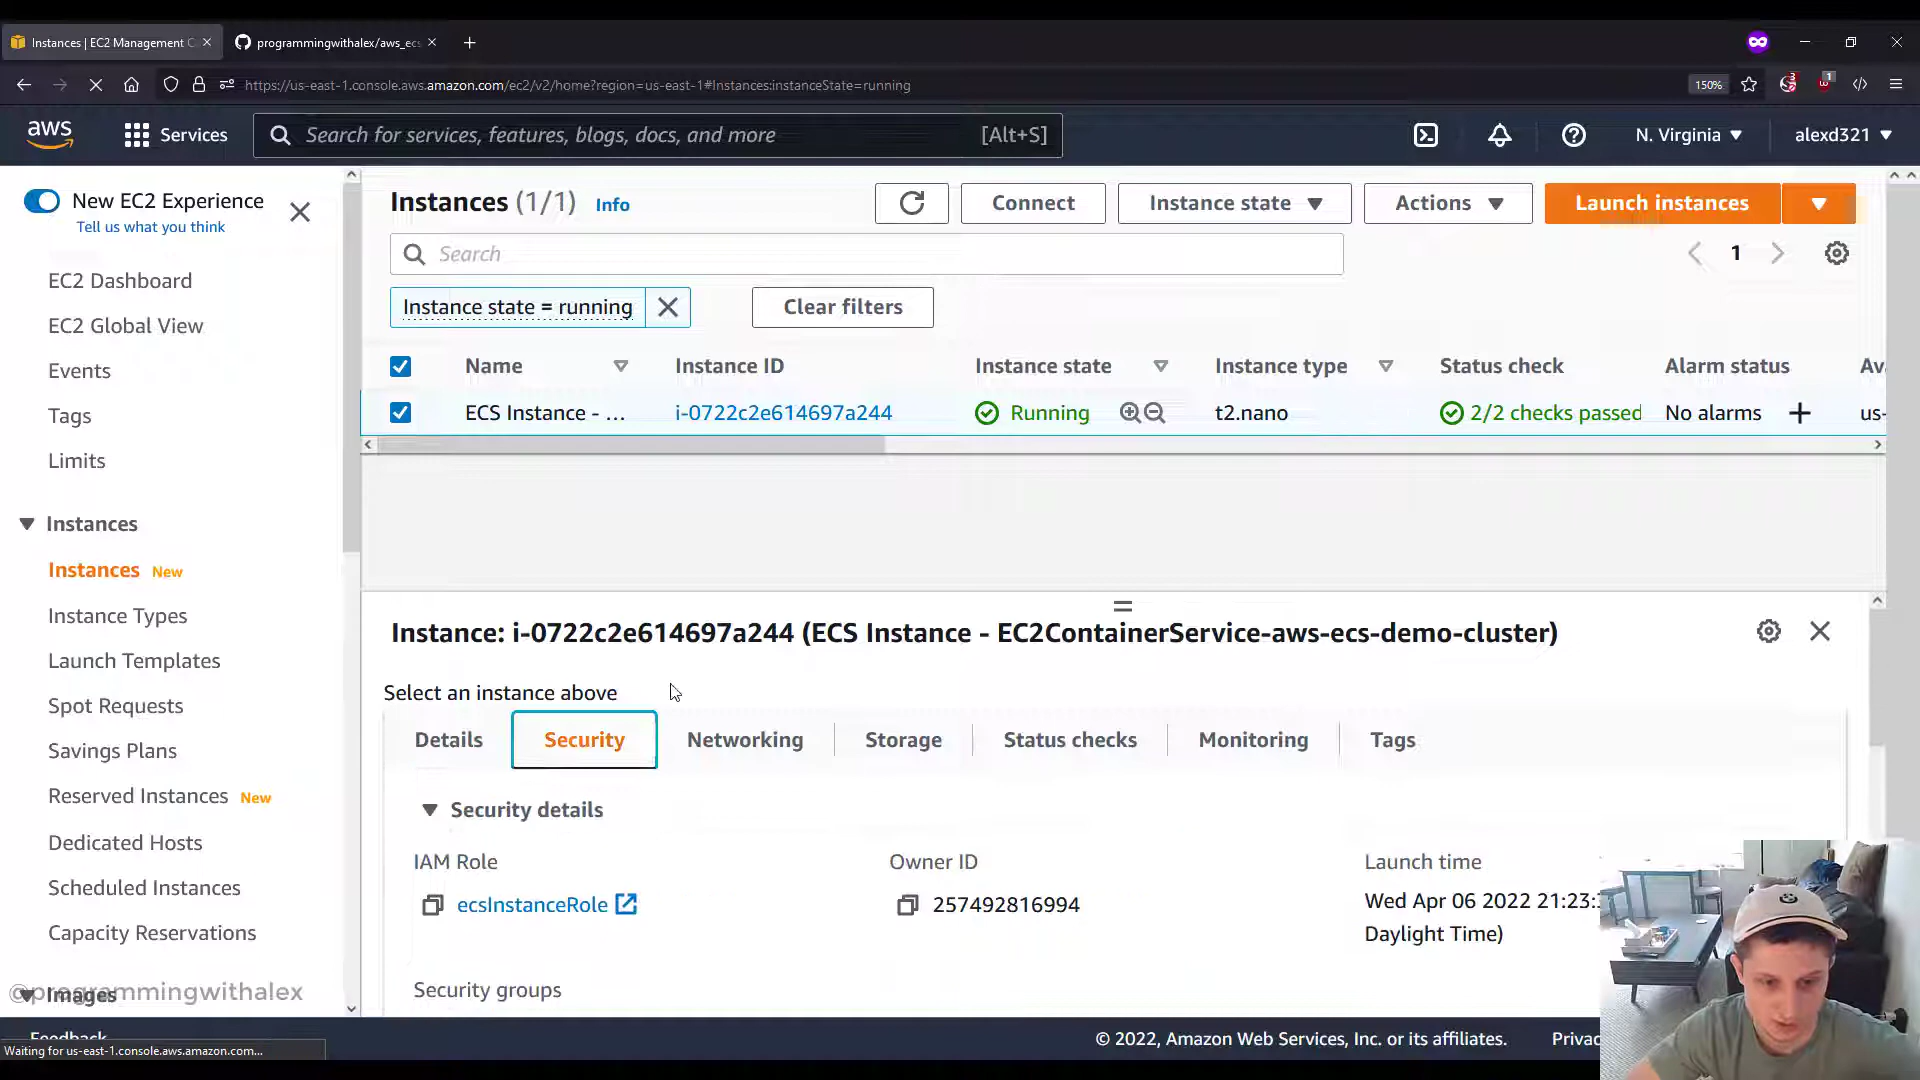 Instances | EC2 Management C
programmingwithalex/aws_ecs
https://us-east-1.console.aws.amazon.com/ec2/v2/home?region=us-east-1#Instances:instanceState=running
150%
3
1
aws
Services
Search for services, features, blogs, docs, and more
[Alt+S]
N. Virginia
alexd321
New EC2 Experience
Tell us what you think
EC2 Dashboard
EC2 Global View
Events
Tags
Limits
Instances
Instances New
Instance Types
Launch Templates
Spot Requests
Savings Plans
Reserved Instances New
Dedicated Hosts
Scheduled Instances
Capacity Reservations
Images
@programmingwithalex
Feedback
Waiting for us-east-1.console.aws.amazon.com...
Instances (1/1) Info
Connect
Instance state
Actions
Launch instances
Search
1
Instance state = running
Clear filters
Name Instance ID Instance state Instance type Status check Alarm status Av
ECS Instance - ... i-0722c2e614697a244 Running t2.nano 2/2 checks passed No alarms us-
Instance: i-0722c2e614697a244 (ECS Instance - EC2ContainerService-aws-ecs-demo-cluster)
Select an instance above
Details Security Networking Storage Status checks Monitoring Tags
Security details
IAM Role
ecsInstanceRole
Owner ID
257492816994
Launch time
Wed Apr 06 2022 21:23:
Daylight Time)
Security groups
© 2022, Amazon Web Services, Inc. or its affiliates.
Privac